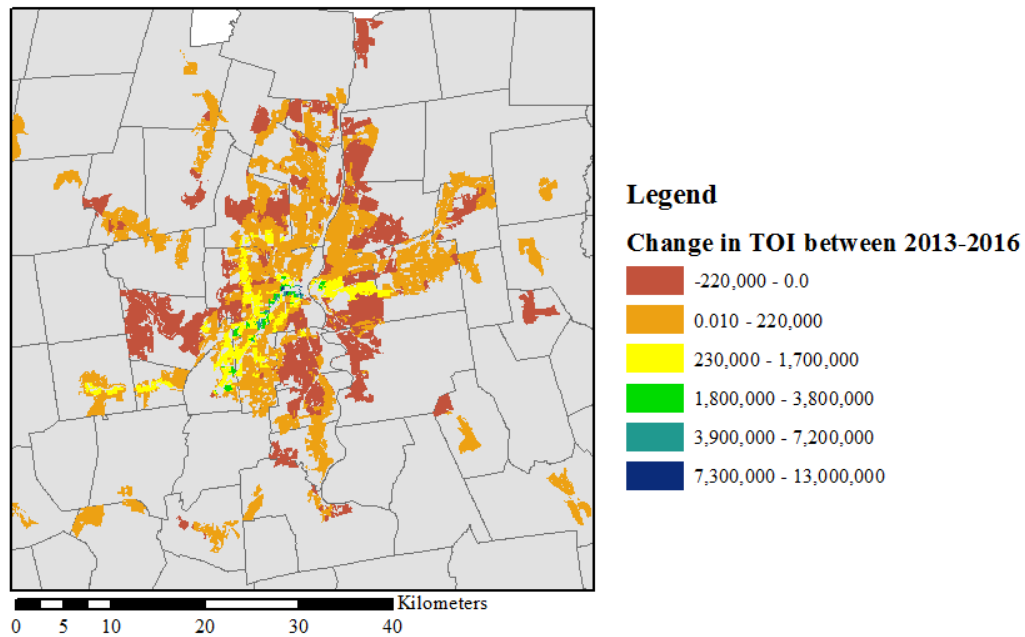 Legend
Change in TOI between 2013-2016
-220,000 - 0.0
0.010 - 220,000
230,000 - 1,700,000
1,800,000 - 3,800,000
3,900,000 - 7,200,000
7,300,000 - 13,000,000
Kilometers
0 5 10 20 30 40